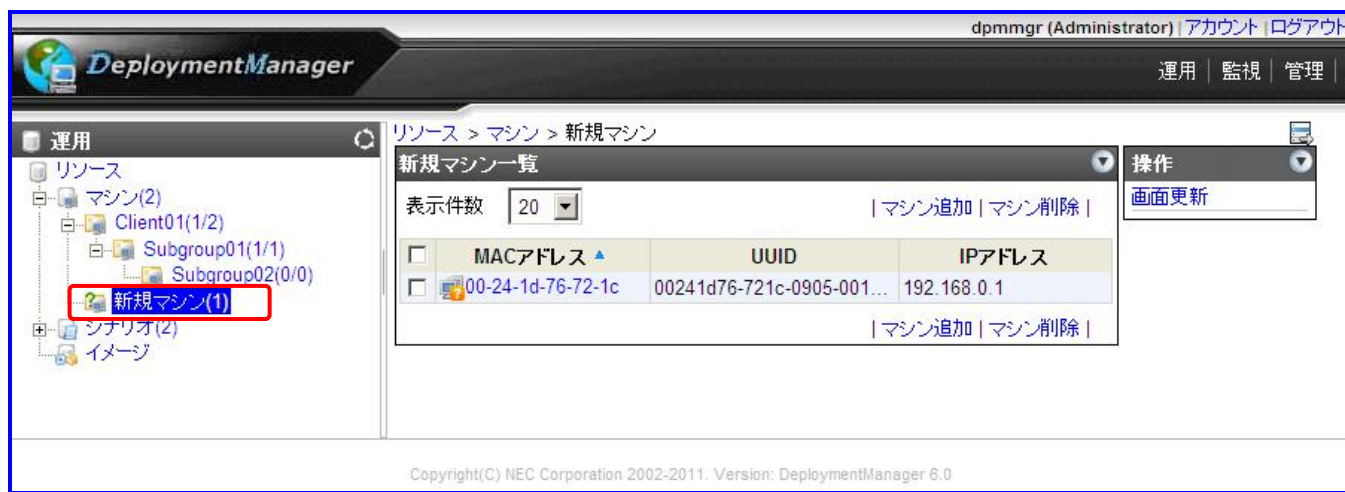 dpmmgr (Administrator) | アカウント | ログアウト
DeploymentManager
運用 | 監視 | 管理 |
運用
リソース
マシン(2)
Client01(1/2)
Subgroup01(1/1)
Subgroup02(0/0)
新規マシン(1)
シナリオ(2)
イメージ
リソース > マシン > 新規マシン
新規マシン一覧
表示件数 20 | マシン追加 | マシン削除 |
MACアドレス ▲ UUID IPアドレス
00-24-1d-76-72-1c 00241d76-721c-0905-001... 192.168.0.1
| マシン追加 | マシン削除 |
操作
画面更新
Copyright(C) NEC Corporation 2002-2011. Version: DeploymentManager 6.0